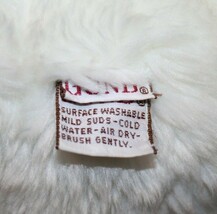 GUND®
SURFACE WASHABLE
MILD SUDS-COLD
WATER-AIR DRY-
BRUSH GENTLY.